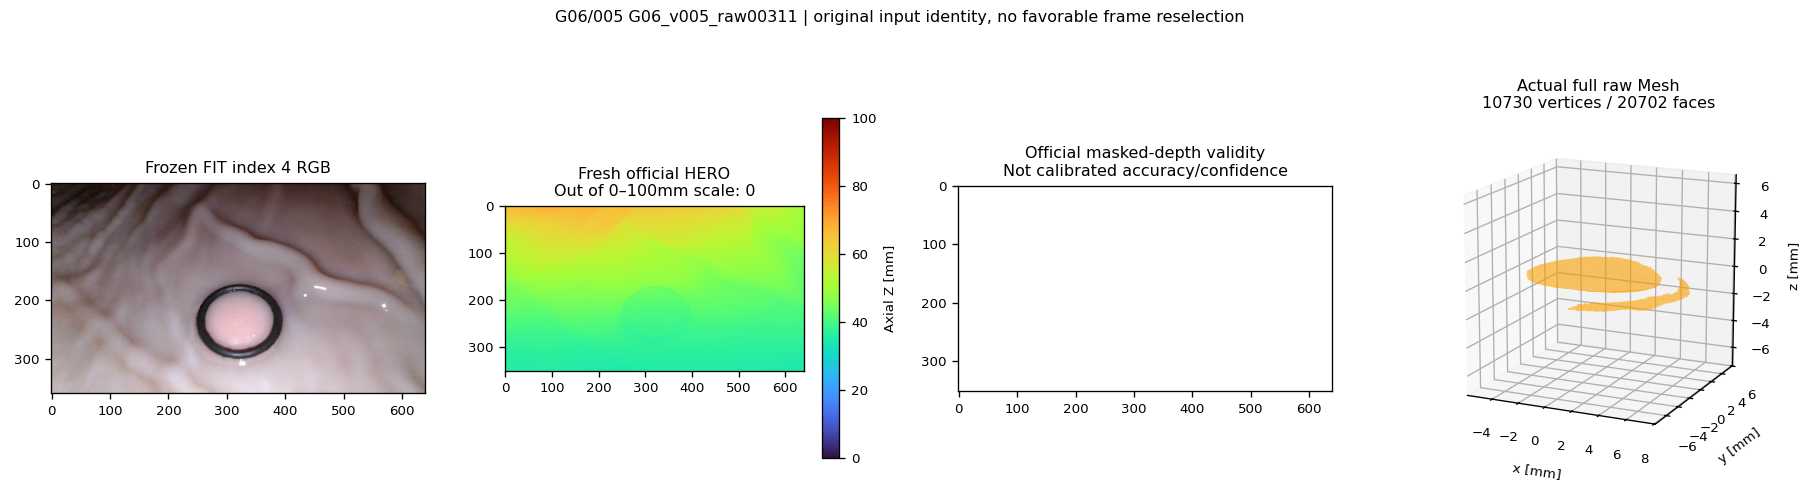 G06/005 G06_v005_raw00311 | original input identity, no favorable frame reselection
Frozen FIT index 4 RGB
0
100
200
300
0 100 200 300 400 500 600
Fresh official HERO
Out of 0–100mm scale: 0
0
100
200
300
0 100 200 300 400 500 600
100
80
60
40
20
0
Axial Z [mm]
Official masked-depth validity
Not calibrated accuracy/confidence
0
100
200
300
0 100 200 300 400 500 600
Actual full raw Mesh
10730 vertices / 20702 faces
6
4
2
0
−2
−4
−6
z [mm]
−4 −2 0 2 4 6 8
x [mm]
−6 −4 −2 0 2 4 6
y [mm]